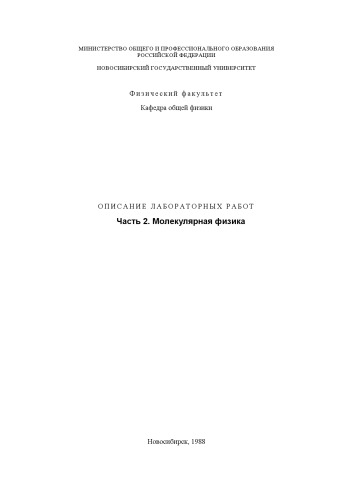 МИНИСТЕРСТВО ОБЩЕГО И ПРОФЕССИОНАЛЬНОГО ОБРАЗОВАНИЯ
РОССИЙСКОЙ ФЕДЕРАЦИИ
НОВОСИБИРСКИЙ ГОСУДАРСТВЕННЫЙ УНИВЕРСИТЕТ
Физический факультет
Кафедра общей физики
ОПИСАНИЕ ЛАБОРАТОРНЫХ РАБОТ
Часть 2. Молекулярная физика
Новосибирск, 1988